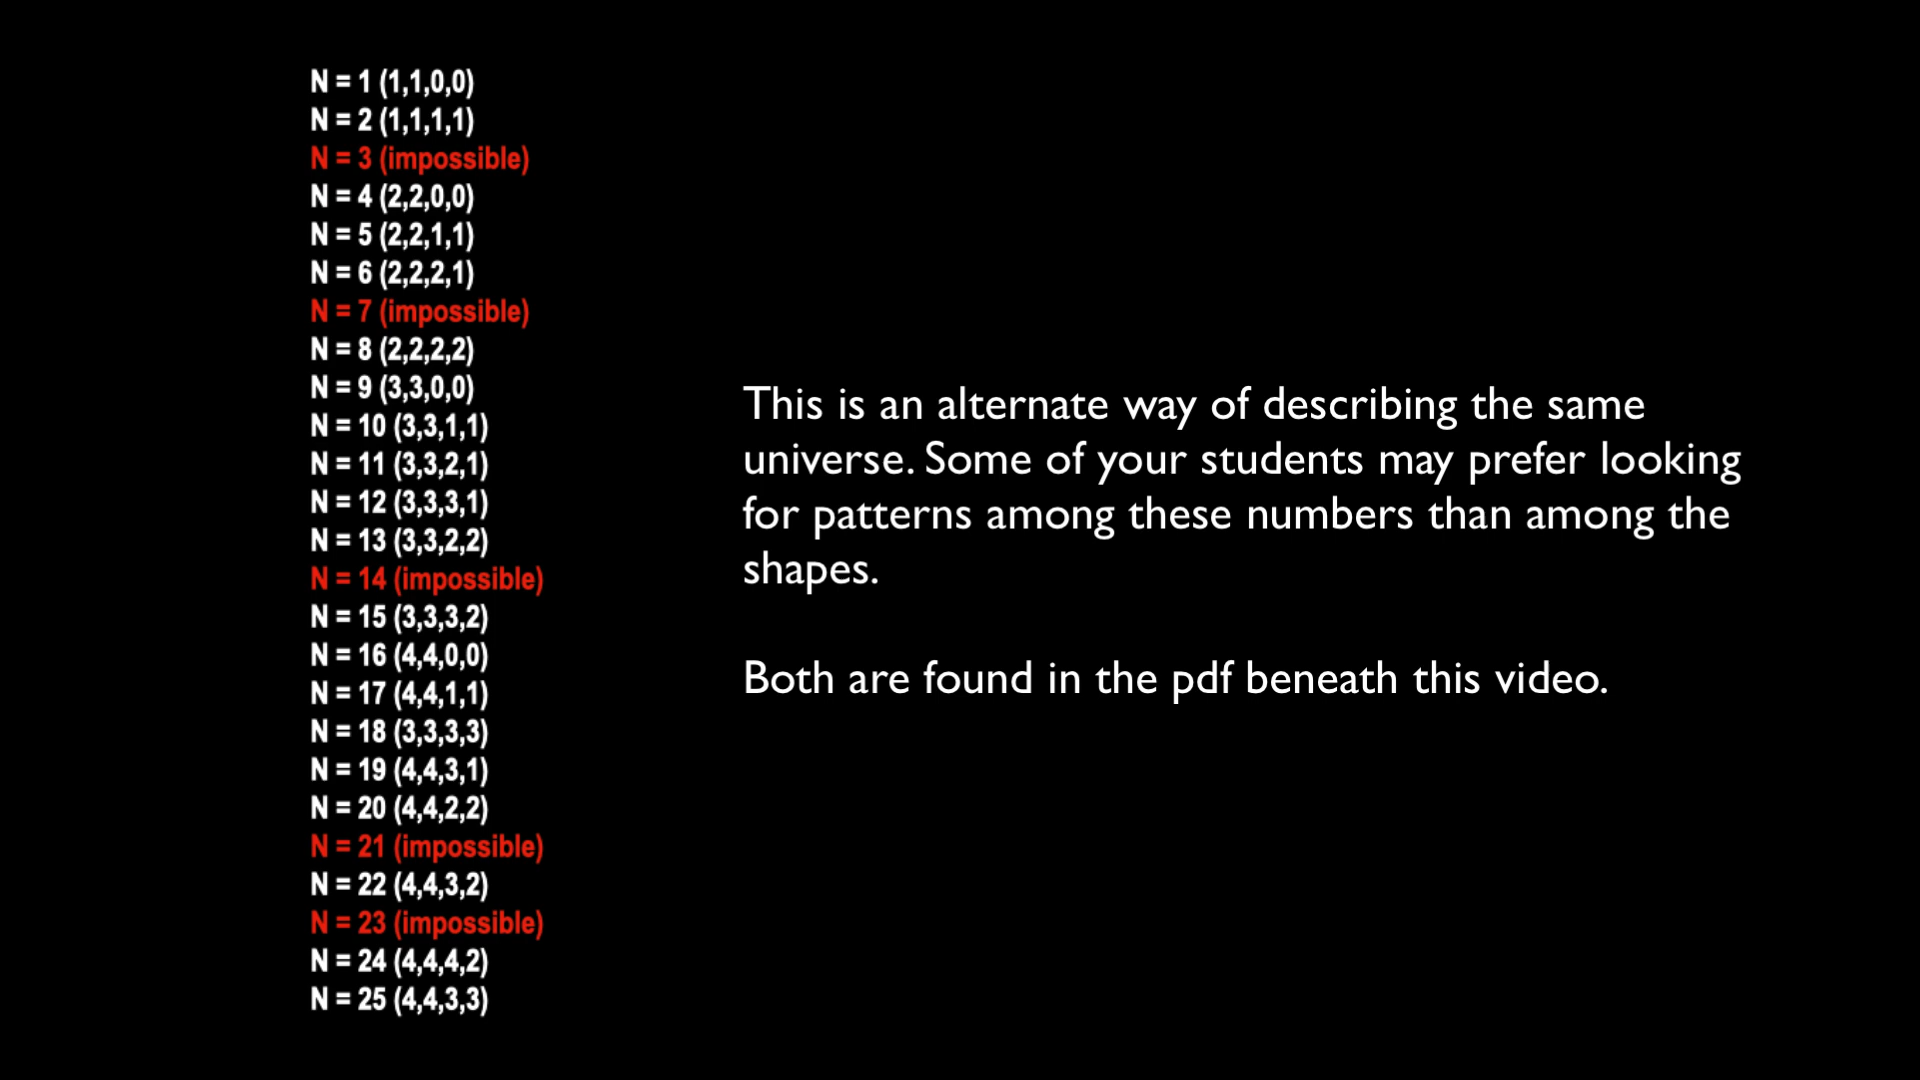 N = 1 (1,1,0,0)
N = 2 (1,1,1,1)
N = 3 (impossible)
N = 4 (2,2,0,0)
N = 5 (2,2,1,1)
N = 6 (2,2,2,1)
N = 7 (impossible)
N = 8 (2,2,2,2)
N = 9 (3,3,0,0)
N = 10 (3,3,1,1)
N = 11 (3,3,2,1)
N = 12 (3,3,3,1)
N = 13 (3,3,2,2)
N = 14 (impossible)
N = 15 (3,3,3,2)
N = 16 (4,4,0,0)
N = 17 (4,4,1,1)
N = 18 (3,3,3,3)
N = 19 (4,4,3,1)
N = 20 (4,4,2,2)
N = 21 (impossible)
N = 22 (4,4,3,2)
N = 23 (impossible)
N = 24 (4,4,4,2)
N = 25 (4,4,3,3)
This is an alternate way of describing the same
universe. Some of your students may prefer looking
for patterns among these numbers than among the
shapes.
Both are found in the pdf beneath this video.